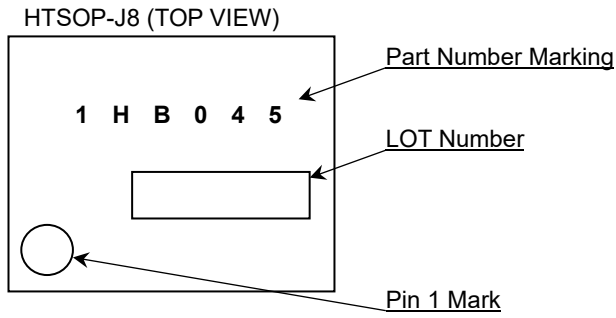 HTSOP-J8 (TOP VIEW)
Part Number Marking
1 H B 0 4 5
LOT Number
Pin 1 Mark